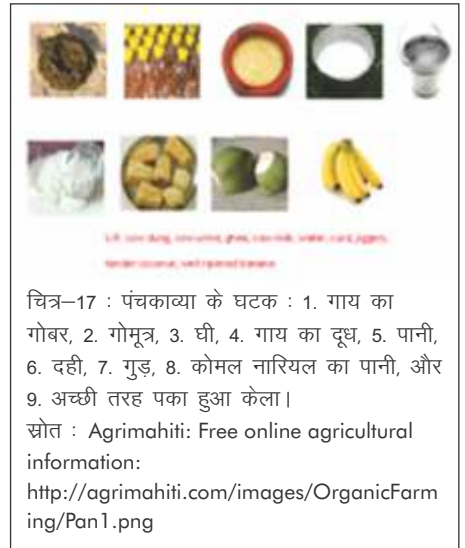 L-R: cow dung, cow urine, ghee, cow milk, water, curd, jaggery,
tender coconut, well ripened banana
चित्र–17 : पंचकाव्या के घटक : 1. गाय का
गोबर, 2. गोमूत्र, 3. घी, 4. गाय का दूध, 5. पानी,
6. दही, 7. गुड़, 8. कोमल नारियल का पानी, और
9. अच्छी तरह पका हुआ केला।
स्रोत : Agrimahiti: Free online agricultural
information:
http://agrimahiti.com/images/OrganicFarm
ing/Pan1.png